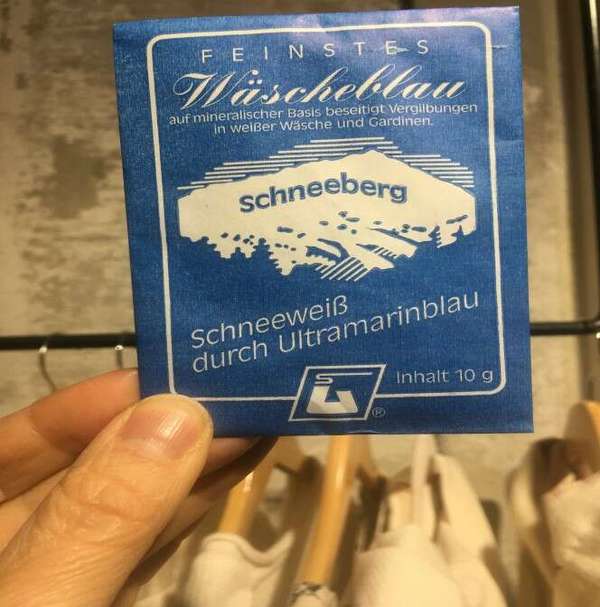 FEINSTES
Wäscheblau
auf mineralischer Basis beseitigt Vergilbungen
in weißer Wäsche und Gardinen.
Schneeberg
Schneeweiß
durch Ultramarinblau
S
G
®
Inhalt 10 g